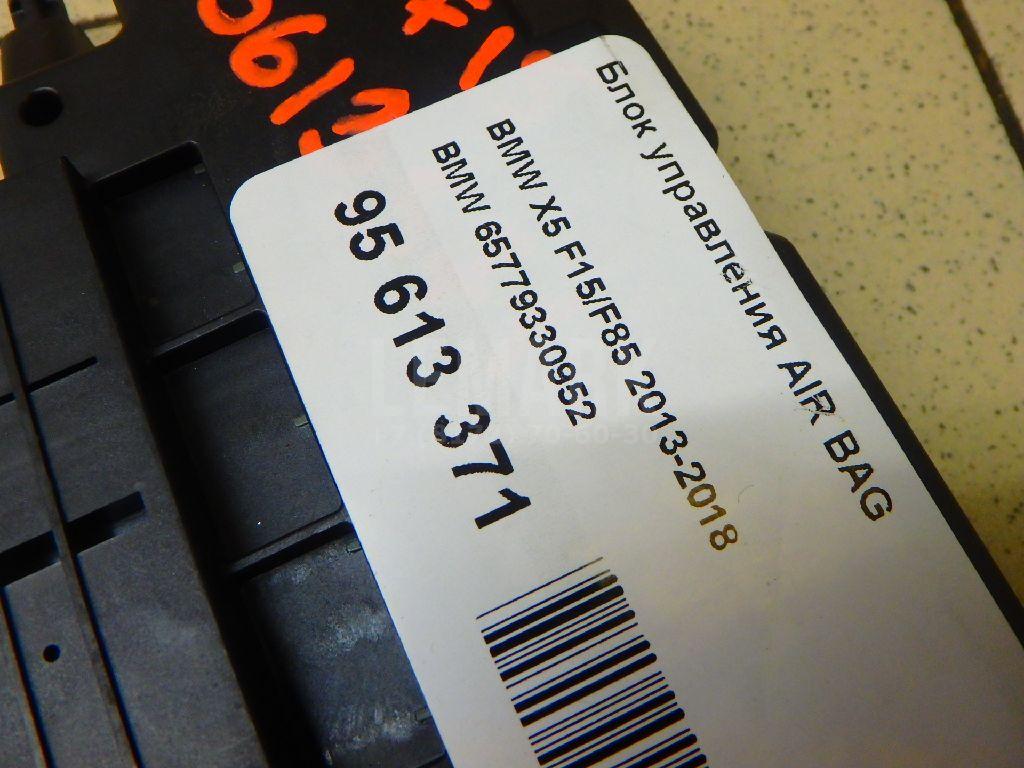 Блок управления AIR BAG
BMW X5 F15/F85 2013-2018
BMW 65779330952
95 613 371